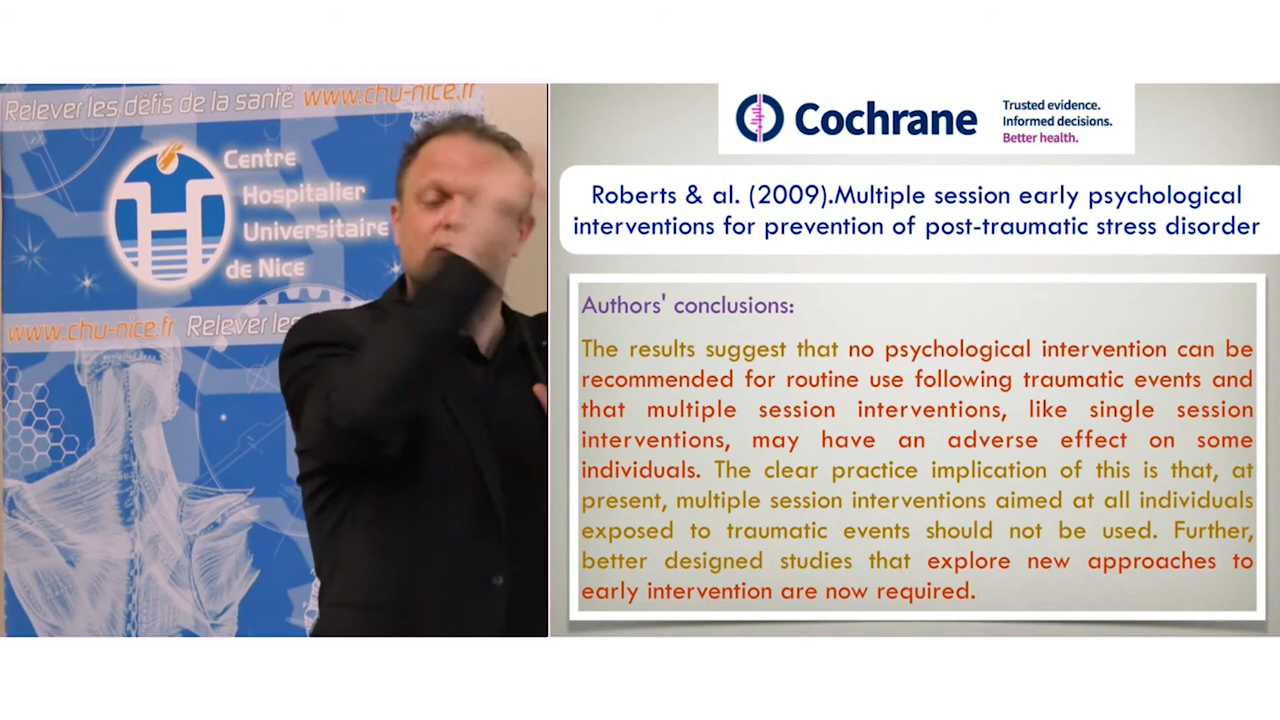 Relever les défis de la santé www.chu-nice.fr
Centre
Hospitalier
Universitaire
de Nice
www.chu-nice.fr Relever les
Cochrane
Trusted evidence.
Informed decisions.
Better health.
Roberts & al. (2009).Multiple session early psychological
interventions for prevention of post-traumatic stress disorder
Authors' conclusions:
The results suggest that no psychological intervention can be
recommended for routine use following traumatic events and
that multiple session interventions, like single session
interventions, may have an adverse effect on some
individuals. The clear practice implication of this is that, at
present, multiple session interventions aimed at all individuals
exposed to traumatic events should not be used. Further,
better designed studies that explore new approaches to
early intervention are now required.